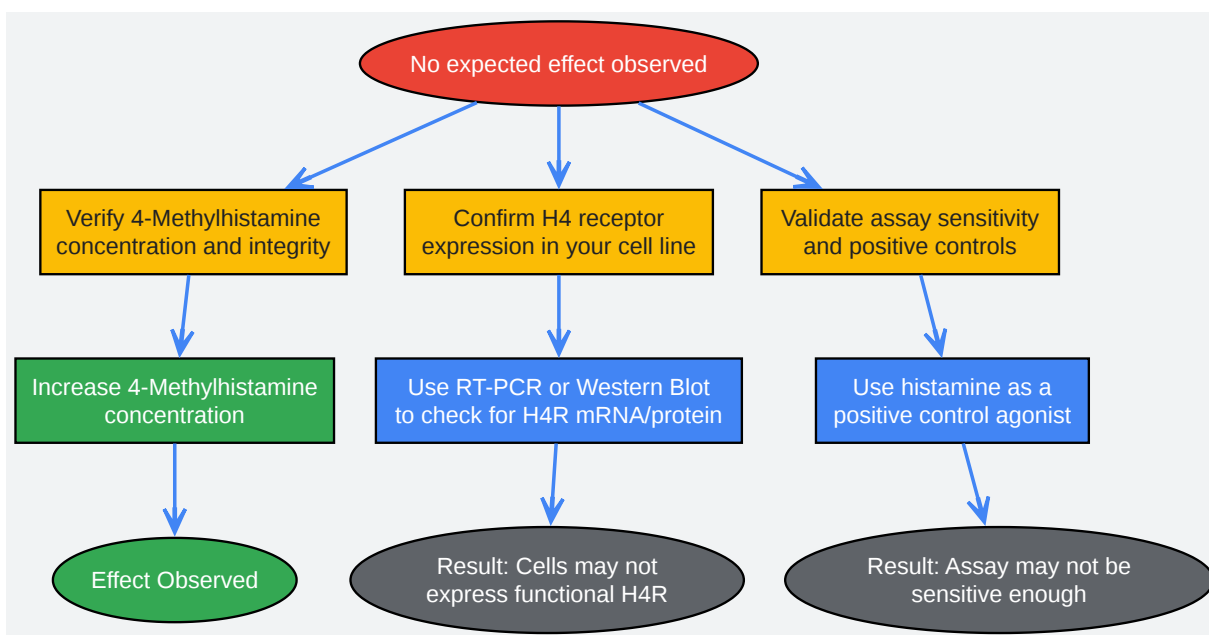 No expected effect observed
Verify 4-Methylhistamine
concentration and integrity
Confirm H4 receptor
expression in your cell line
Validate assay sensitivity
and positive controls
Increase 4-Methylhistamine
concentration
Use RT-PCR or Western Blot
to check for H4R mRNA/protein
Use histamine as a
positive control agonist
Effect Observed
Result: Cells may not
express functional H4R
Result: Assay may not be
sensitive enough